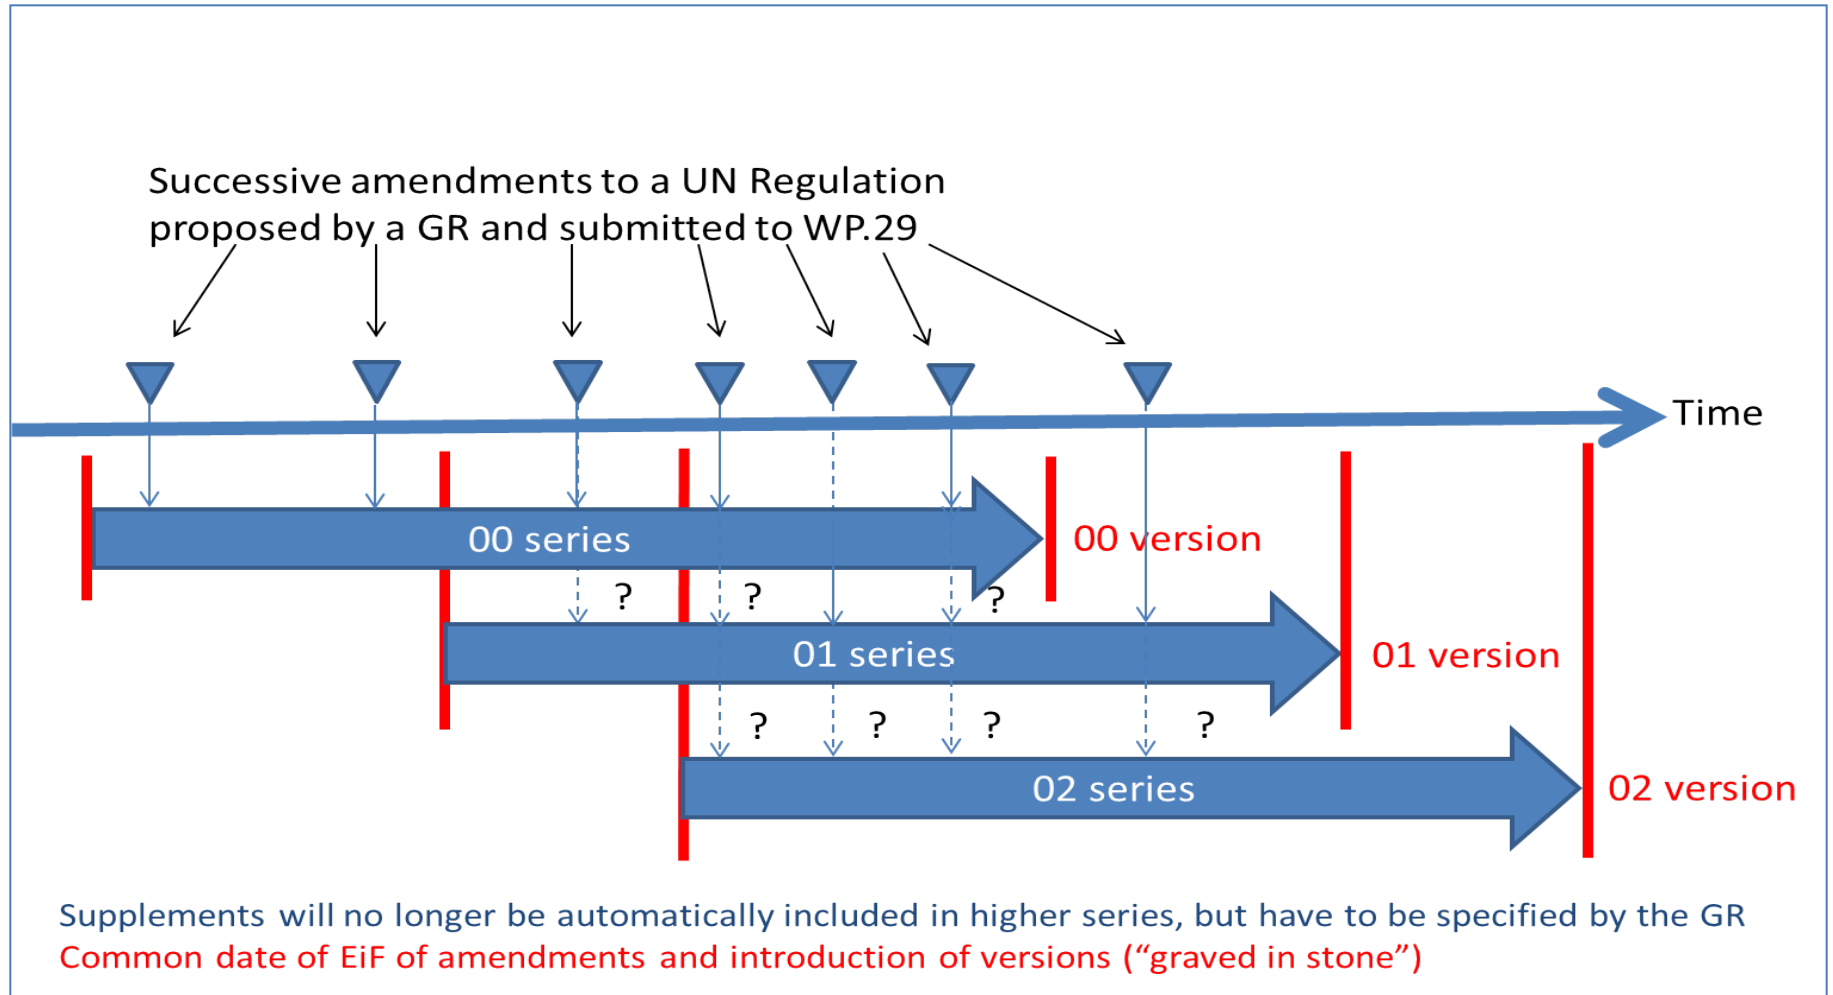 Successive amendments to a UN Regulation
proposed by a GR and submitted to WP.29
Time
00 series
00 version
? ? ?
01 series
01 version
? ? ? ?
02 series
02 version
Supplements will no longer be automatically included in higher series, but have to be specified by the GR
Common date of EiF of amendments and introduction of versions (“graved in stone”)